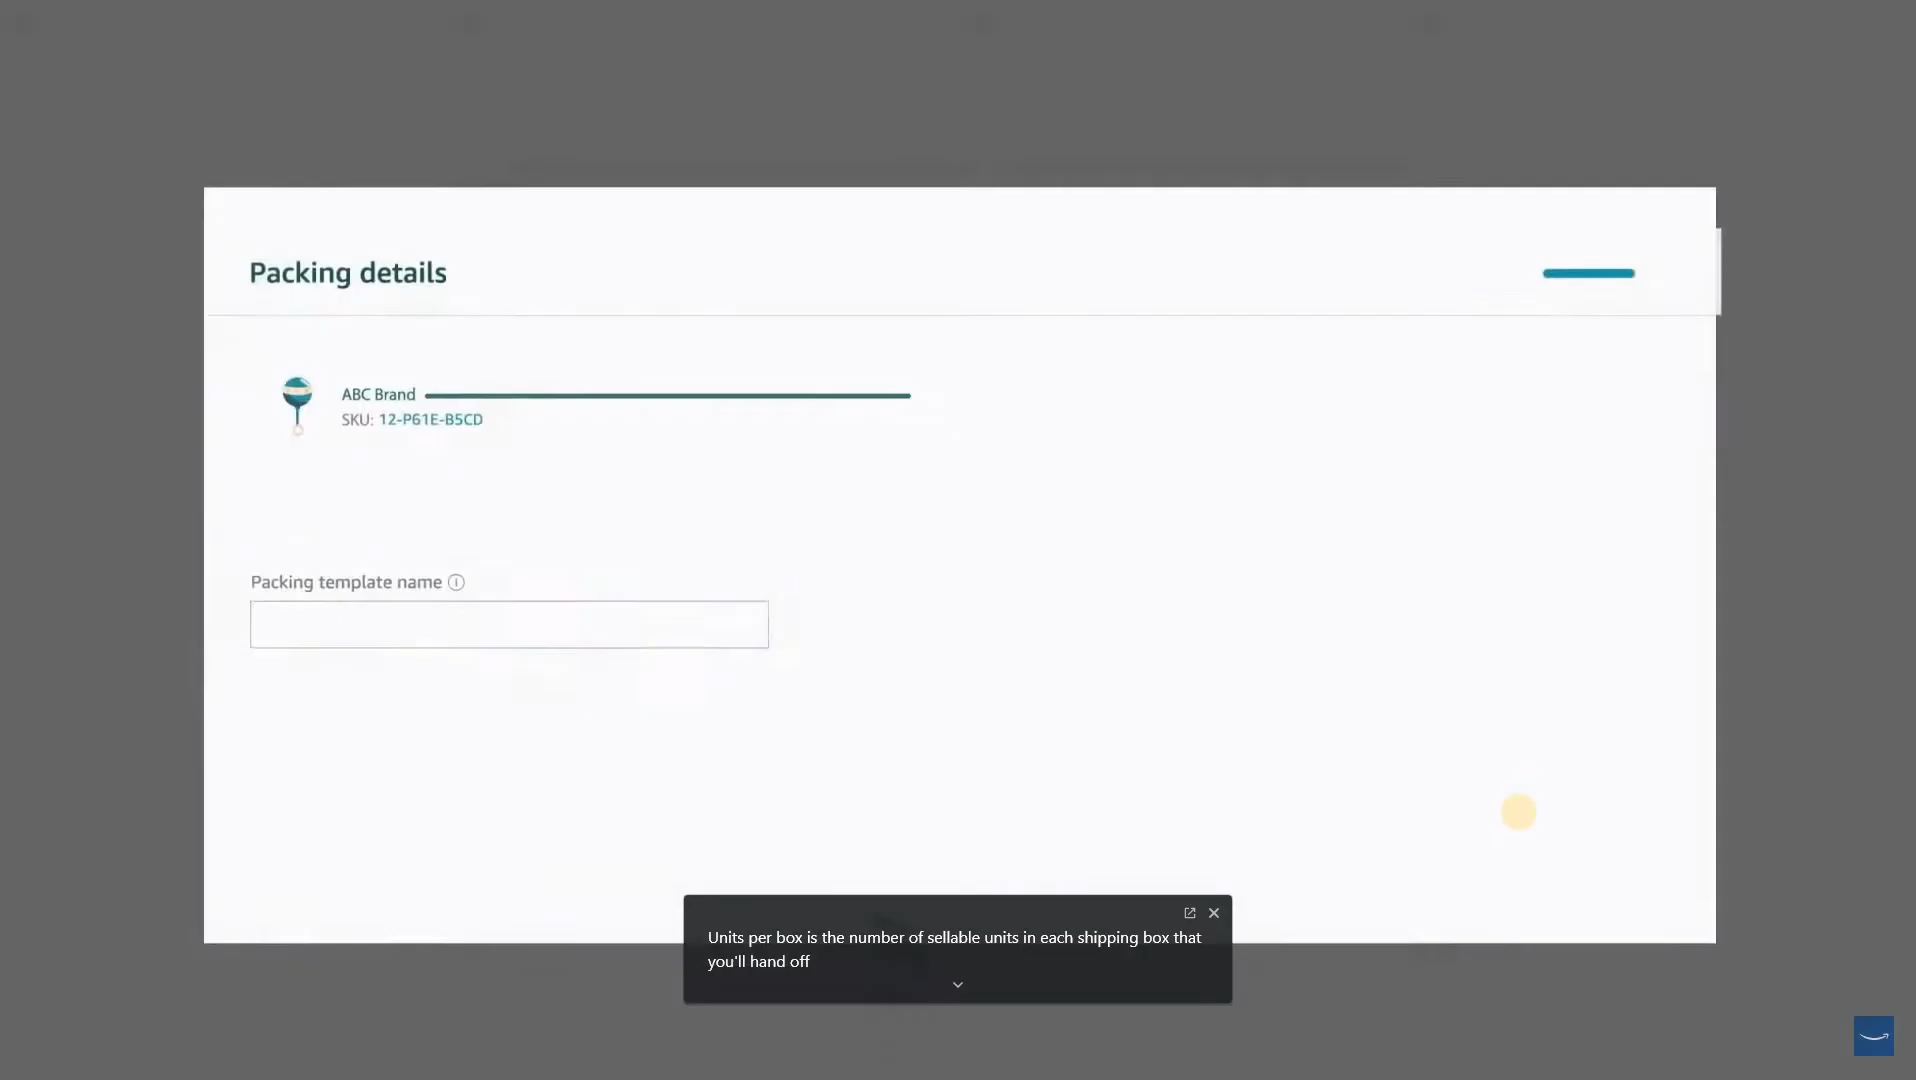 Packing details
ABC Brand
SKU: 12-P61E-B5CD
Packing template name
Units per box is the number of sellable units in each shipping box that
you'll hand off